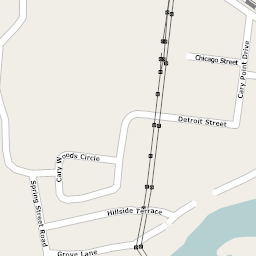 Chicago Street
Cary Point Drive
Detroit Street
Cary Woods Circle
Spring Street Road
Hillside Terrace
Grove Lane